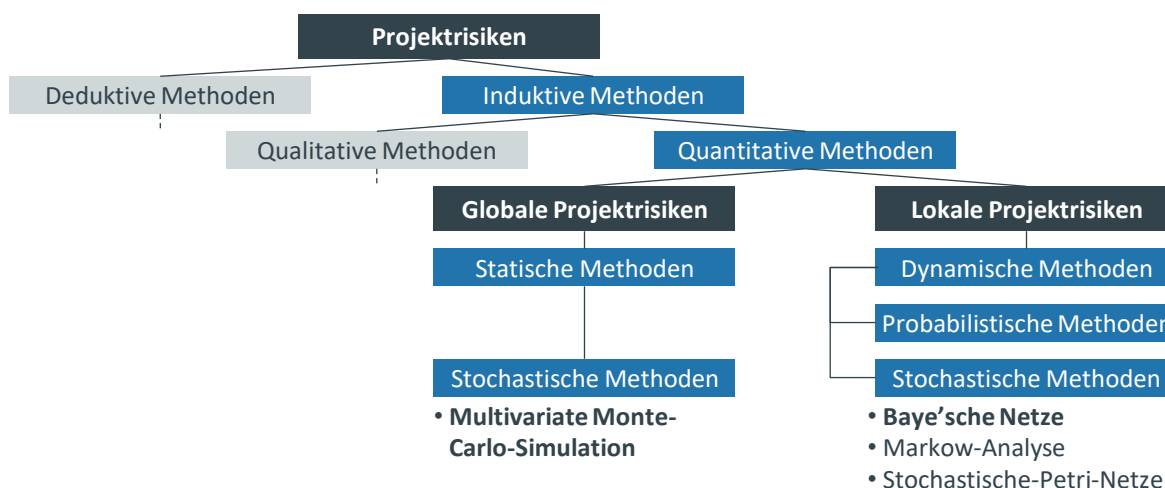 Projektrisiken
Deduktive Methoden
Induktive Methoden
Qualitative Methoden
Quantitative Methoden
Globale Projektrisiken
Lokale Projektrisiken
Statische Methoden
Dynamische Methoden
Probabilistische Methoden
Stochastische Methoden
Stochastische Methoden
• Multivariate Monte-
Carlo-Simulation
• Baye’sche Netze
• Markow-Analyse
• Stochastische-Petri-Netze